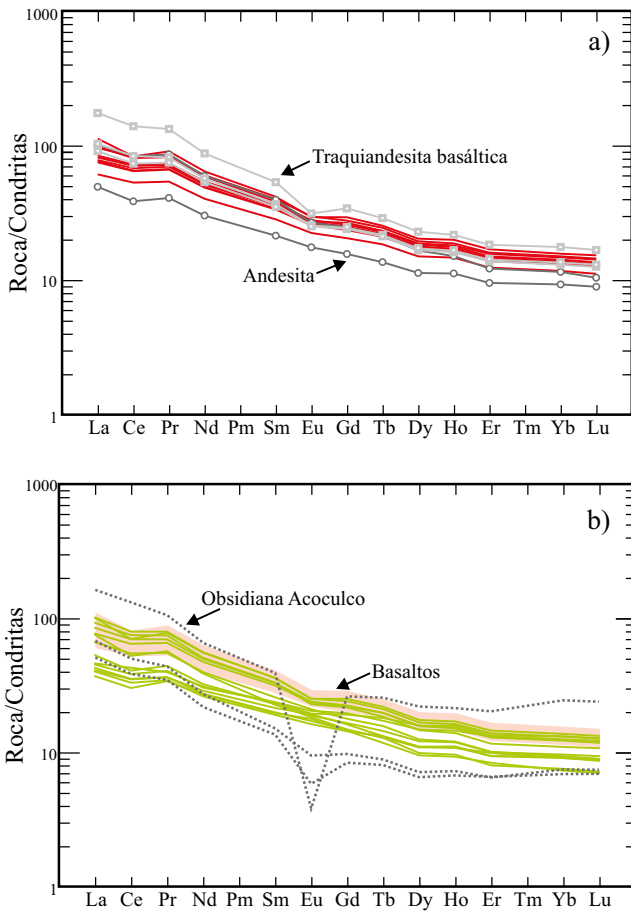 1000
a)
100
Traquiandesita basáltica
Roca/Condritas
Andesita
10
1
La Ce Pr Nd Pm Sm Eu Gd Tb Dy Ho Er Tm Yb Lu
1000
b)
Obsidiana Acoculco
100
Basaltos
Roca/Condritas
10
1
La Ce Pr Nd Pm Sm Eu Gd Tb Dy Ho Er Tm Yb Lu